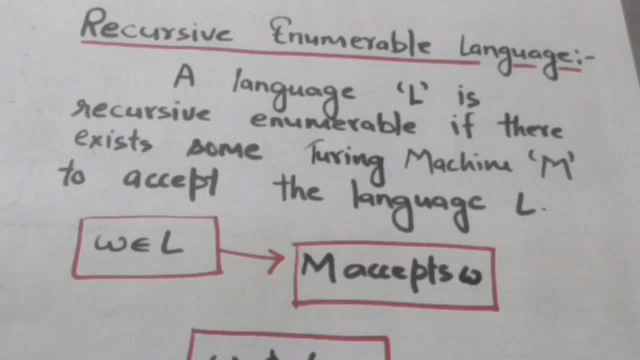 Recursive Enumerable Language:-
A language 'L' is
recursive enumerable if there
exists some Turing Machine 'M'
to accept the language L.
w∈L
M accepts w